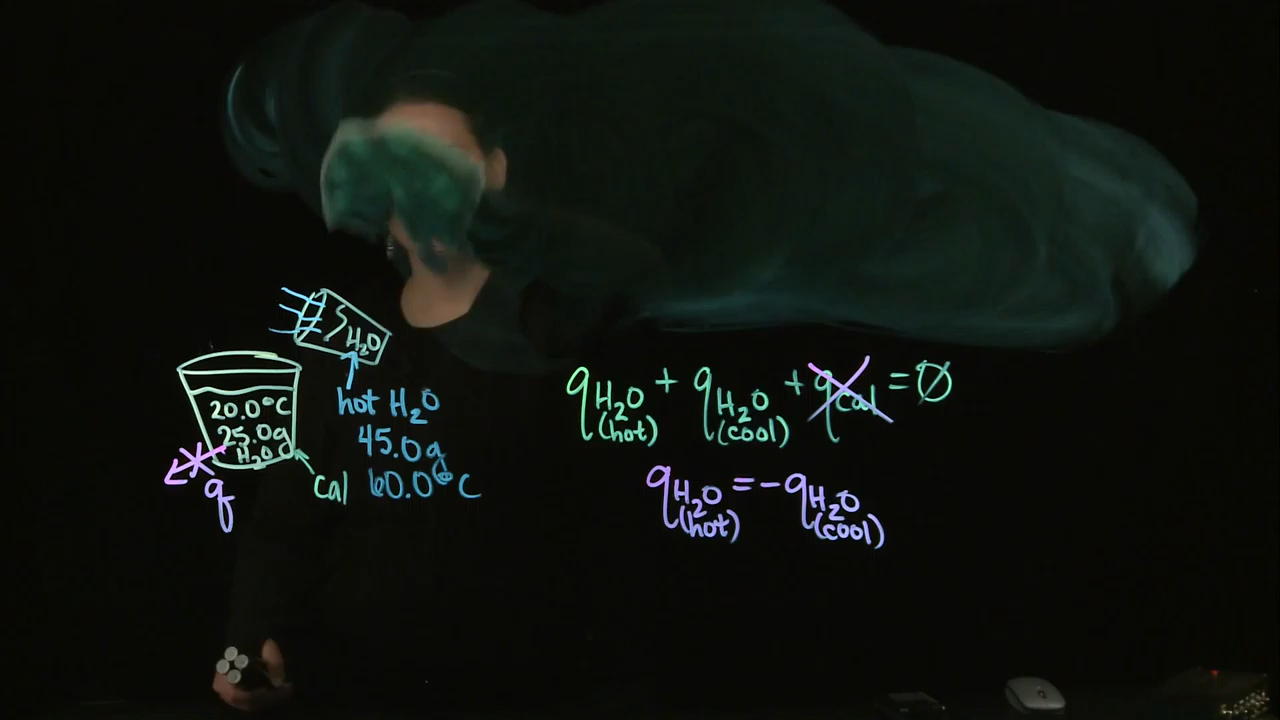 H₂O
20.0°C
25.0g
H₂O
q
cal
hot H₂O
45.0g
60.0°C
qH₂O (hot) + qH₂O (cool) + qcal = Ø
qH₂O (hot) = -qH₂O (cool)